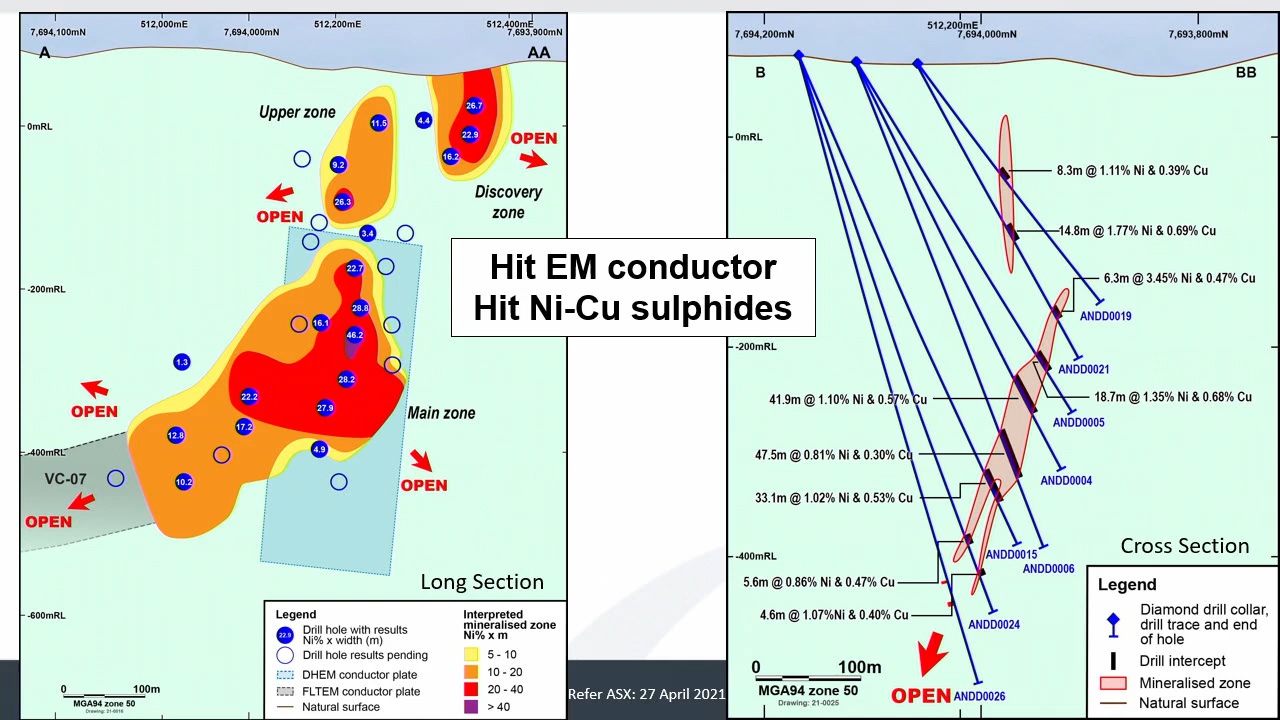 7,694,100mN
512,000mE
7,694,000mN
512,200mE
512,400mE
7,693,900mN
A
AA
Upper zone
11.5
4.4
26.7
22.9
16.2
0mRL
OPEN
9.2
26.3
Discovery
zone
OPEN
3.4
22.7
-200mRL
28.8
16.1
46.2
1.3
28.2
22.2
27.9
OPEN
Main zone
17.2
12.8
4.9
-400mRL
VC-07
10.2
OPEN
OPEN
Long Section
-600mRL
Legend
22.9
Drill hole with results
Ni% x width (m)
Drill hole results pending
DHEM conductor plate
FLTEM conductor plate
Natural surface
Interpreted
mineralised zone
Ni% x m
5 - 10
10 - 20
20 - 40
> 40
0
100m
MGA94 zone 50
Drawing: 21-0016
Hit EM conductor
Hit Ni-Cu sulphides
Refer ASX: 27 April 2021
512,200mE
7,694,200mN
7,694,000mN
7,693,800mN
B
BB
0mRL
8.3m @ 1.11% Ni & 0.39% Cu
14.8m @ 1.77% Ni & 0.69% Cu
6.3m @ 3.45% Ni & 0.47% Cu
ANDD0019
-200mRL
ANDD0021
18.7m @ 1.35% Ni & 0.68% Cu
41.9m @ 1.10% Ni & 0.57% Cu
ANDD0005
47.5m @ 0.81% Ni & 0.30% Cu
ANDD0004
33.1m @ 1.02% Ni & 0.53% Cu
-400mRL
ANDD0015
ANDD0006
Cross Section
5.6m @ 0.86% Ni & 0.47% Cu
4.6m @ 1.07%Ni & 0.40% Cu
ANDD0024
OPEN
ANDD0026
0
100m
MGA94 ZONE 50
Drawing: 21-0025
Legend
Diamond drill collar,
drill trace and end
of hole
Drill intercept
Mineralised zone
Natural surface